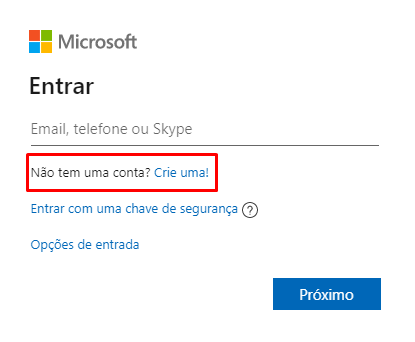 Microsoft
Entrar
Email, telefone ou Skype
Não tem uma conta? Crie uma!
Entrar com uma chave de segurança ?
Opções de entrada
Próximo